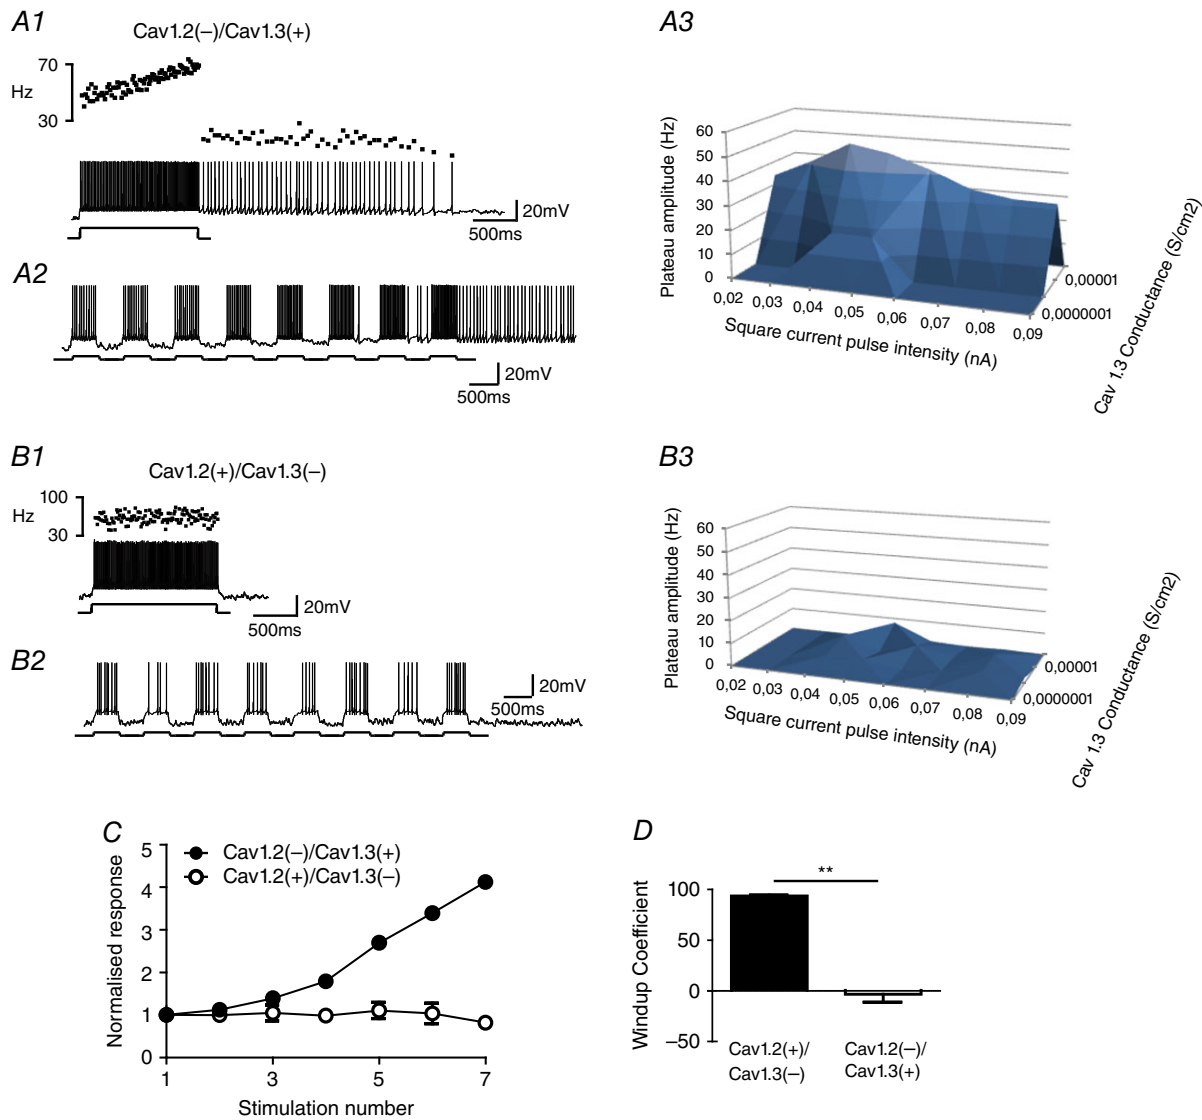 A1
Cav1.2(–)/Cav1.3(+)
70
Hz
30
20mV
500ms
A2
20mV
500ms
A3
Plateau amplitude (Hz)
60
50
40
30
20
10
0
0,02
0,03
0,04
0,05
0,06
0,07
0,08
0,09
Square current pulse intensity (nA)
0,00001
0,0000001
Cav 1.3 Conductance (S/cm2)
B1
Cav1.2(+)/Cav1.3(–)
100
Hz
30
20mV
500ms
B2
20mV
500ms
B3
Plateau amplitude (Hz)
60
50
40
30
20
10
0
0,02
0,03
0,04
0,05
0,06
0,07
0,08
0,09
Square current pulse intensity (nA)
0,00001
0,0000001
Cav 1.3 Conductance (S/cm2)
C
Normalised response
5
4
3
2
1
0
Cav1.2(–)/Cav1.3(+)
Cav1.2(+)/Cav1.3(–)
1
3
5
7
Stimulation number
D
Windup Coefficient
100
50
0
–50
**
Cav1.2(+)/
Cav1.3(–)
Cav1.2(–)/
Cav1.3(+)